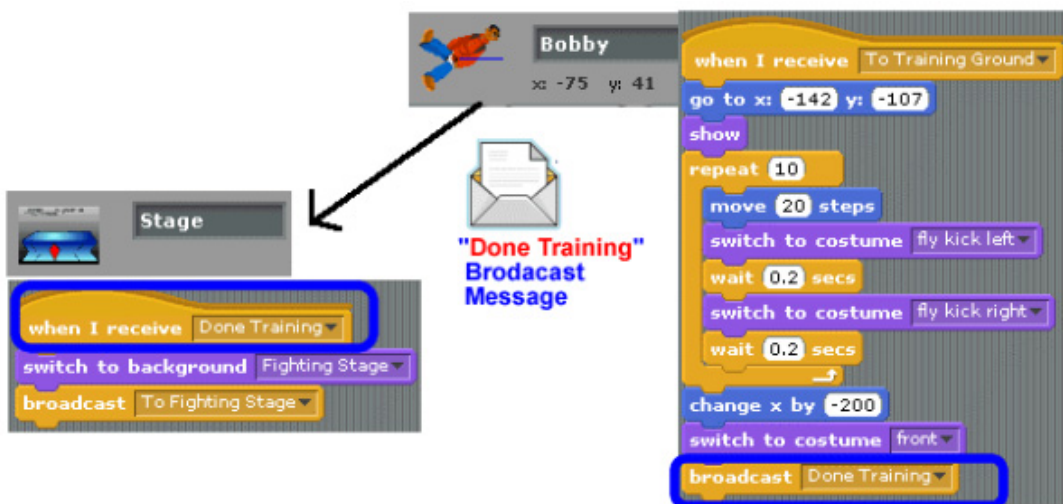 Bobby
x: -75 y: 41
when I receive To Training Ground
go to x: -142 y: -107
show
repeat 10
move 20 steps
switch to costume fly kick left
wait 0.2 secs
switch to costume fly kick right
wait 0.2 secs
change x by -200
switch to costume front
broadcast Done Training
"Done Training"
Brodacast
Message
Stage
when I receive Done Training
switch to background Fighting Stage
broadcast To Fighting Stage